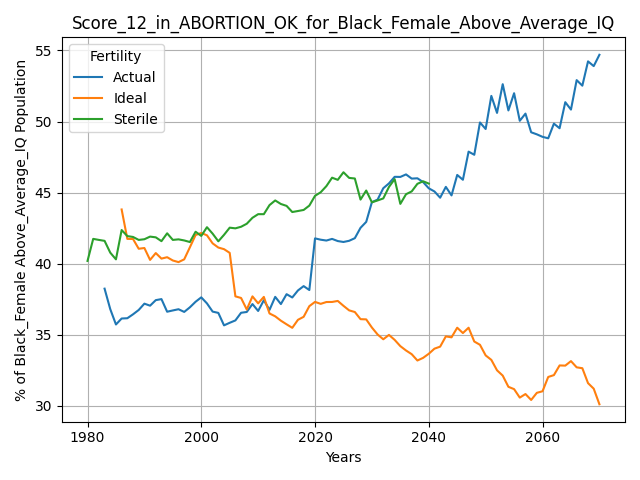 Score_12_in_ABORTION_OK_for_Black_Female_Above_Average_IQ
% of Black_Female Above_Average_IQ Population
55
50
45
40
35
30
Fertility
Actual
Ideal
Sterile
1980
2000
2020
2040
2060
Years